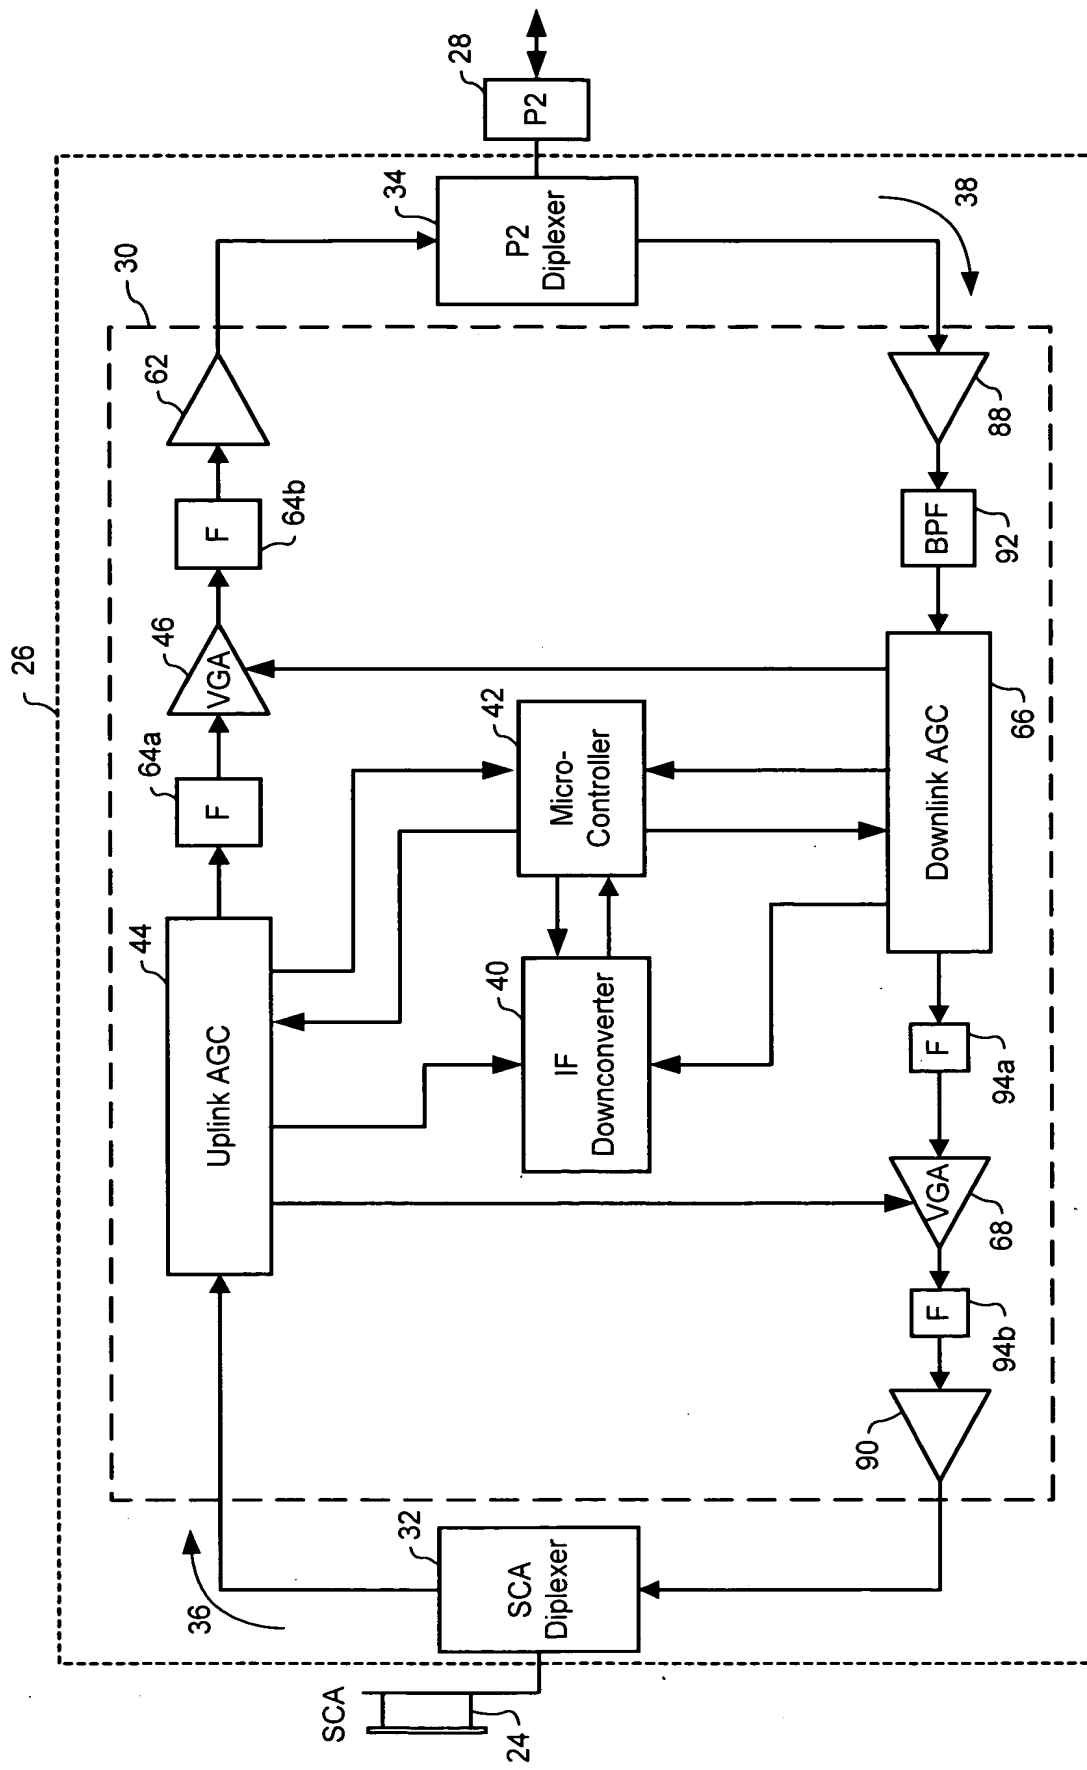 26
30
SCA
24
SCA
Diplexer
32
36
Uplink AGC
44
F
64a
VGA
46
F
64b
62
P2
Diplexer
34
P2
28
38
IF
Downconverter
40
Micro-
Controller
42
90
F
94b
VGA
68
F
94a
Downlink AGC
66
BPF
92
88